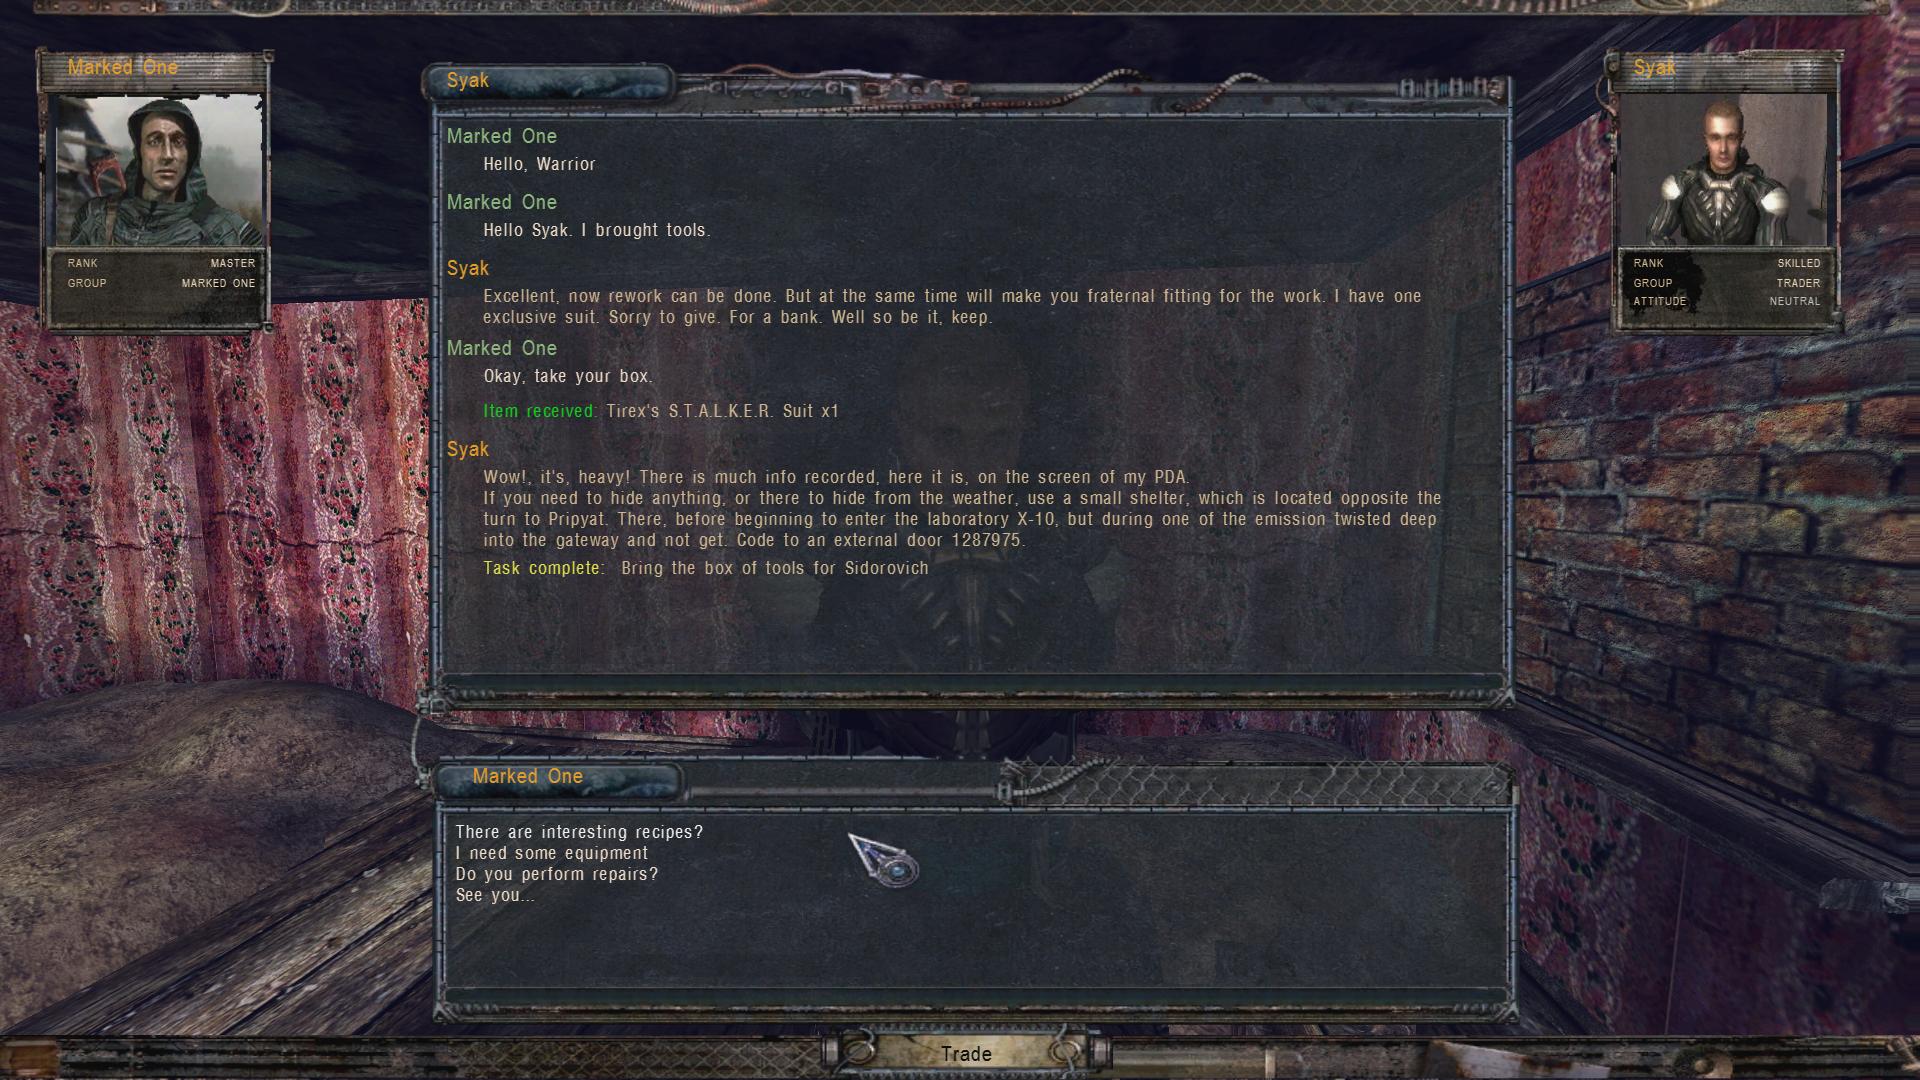 Marked One
RANK MASTER
GROUP MARKED ONE
Syak
Marked One
Hello, Warrior
Marked One
Hello Syak. I brought tools.
Syak
Excellent, now rework can be done. But at the same time will make you fraternal fitting for the work. I have one
exclusive suit. Sorry to give. For a bank. Well so be it, keep.
Marked One
Okay, take your box.
Item received: Tirex's S.T.A.L.K.E.R. Suit x1
Syak
Wow!, it's, heavy! There is much info recorded, here it is, on the screen of my PDA.
If you need to hide anything, or there to hide from the weather, use a small shelter, which is located opposite the
turn to Pripyat. There, before beginning to enter the laboratory X-10, but during one of the emission twisted deep
into the gateway and not get. Code to an external door 1287975.
Task complete: Bring the box of tools for Sidorovich
Syak
RANK SKILLED
GROUP TRADER
ATTITUDE NEUTRAL
Marked One
There are interesting recipes?
I need some equipment
Do you perform repairs?
See you...
Trade